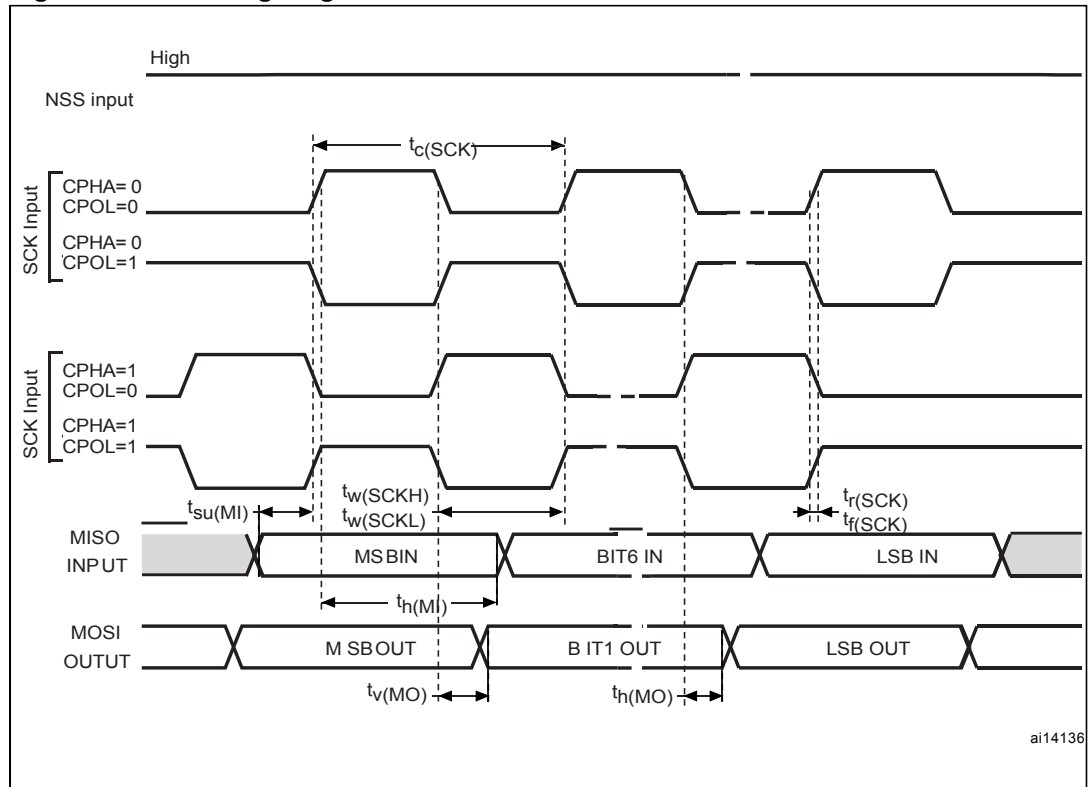 High
NSS input
tc(SCK)
SCK Input
CPHA= 0
CPOL=0
CPHA= 0
CPOL=1
SCK Input
CPHA=1
CPOL=0
CPHA=1
CPOL=1
tsu(MI)
tw(SCKH)
tw(SCKL)
tr(SCK)
tf(SCK)
MISO
INPUT
MSBIN
BIT6 IN
LSB IN
th(MI)
MOSI
OUTUT
M SBOUT
B IT1 OUT
LSB OUT
tv(MO)
th(MO)
ai14136